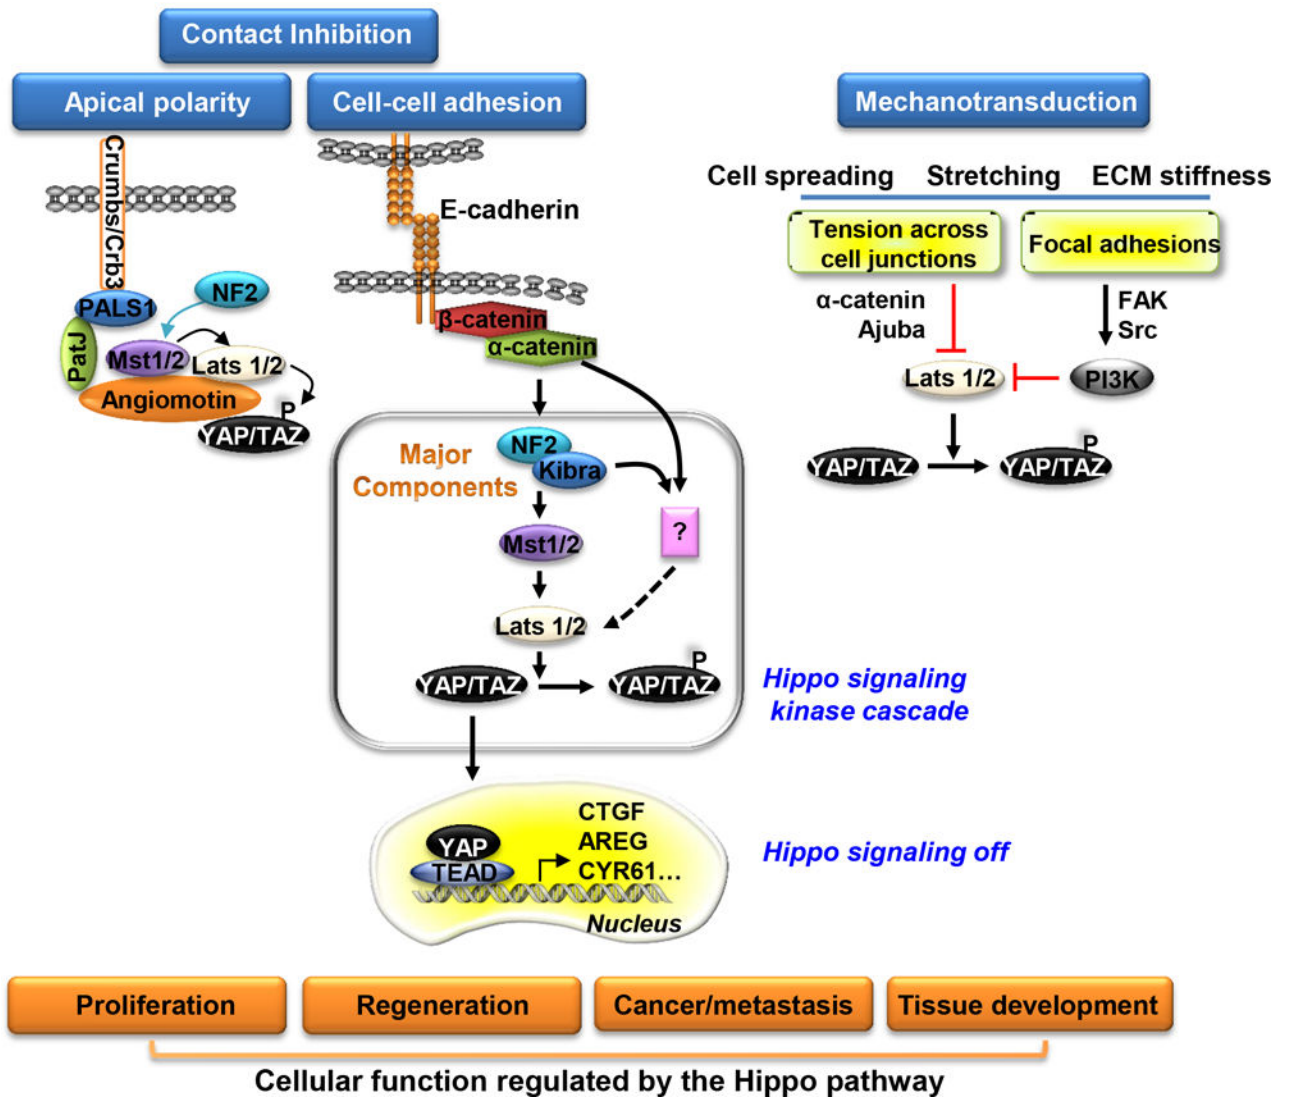 Contact Inhibition
Apical polarity
Cell-cell adhesion
Mechanotransduction
Crumbs/Crb3
PALS1
NF2
PatJ
Mst1/2
Lats 1/2
Angiomotin
P
YAP/TAZ
E-cadherin
β-catenin
α-catenin
Cell spreading Stretching ECM stiffness
Tension across
cell junctions
Focal adhesions
α-catenin
Ajuba
FAK
Src
Lats 1/2
PI3K
YAP/TAZ
P
YAP/TAZ
Major
Components
NF2
Kibra
Mst1/2
?
Lats 1/2
YAP/TAZ
P
YAP/TAZ
Hippo signaling
kinase cascade
CTGF
AREG
CYR61...
YAP
TEAD
Nucleus
Hippo signaling off
Proliferation
Regeneration
Cancer/metastasis
Tissue development
Cellular function regulated by the Hippo pathway